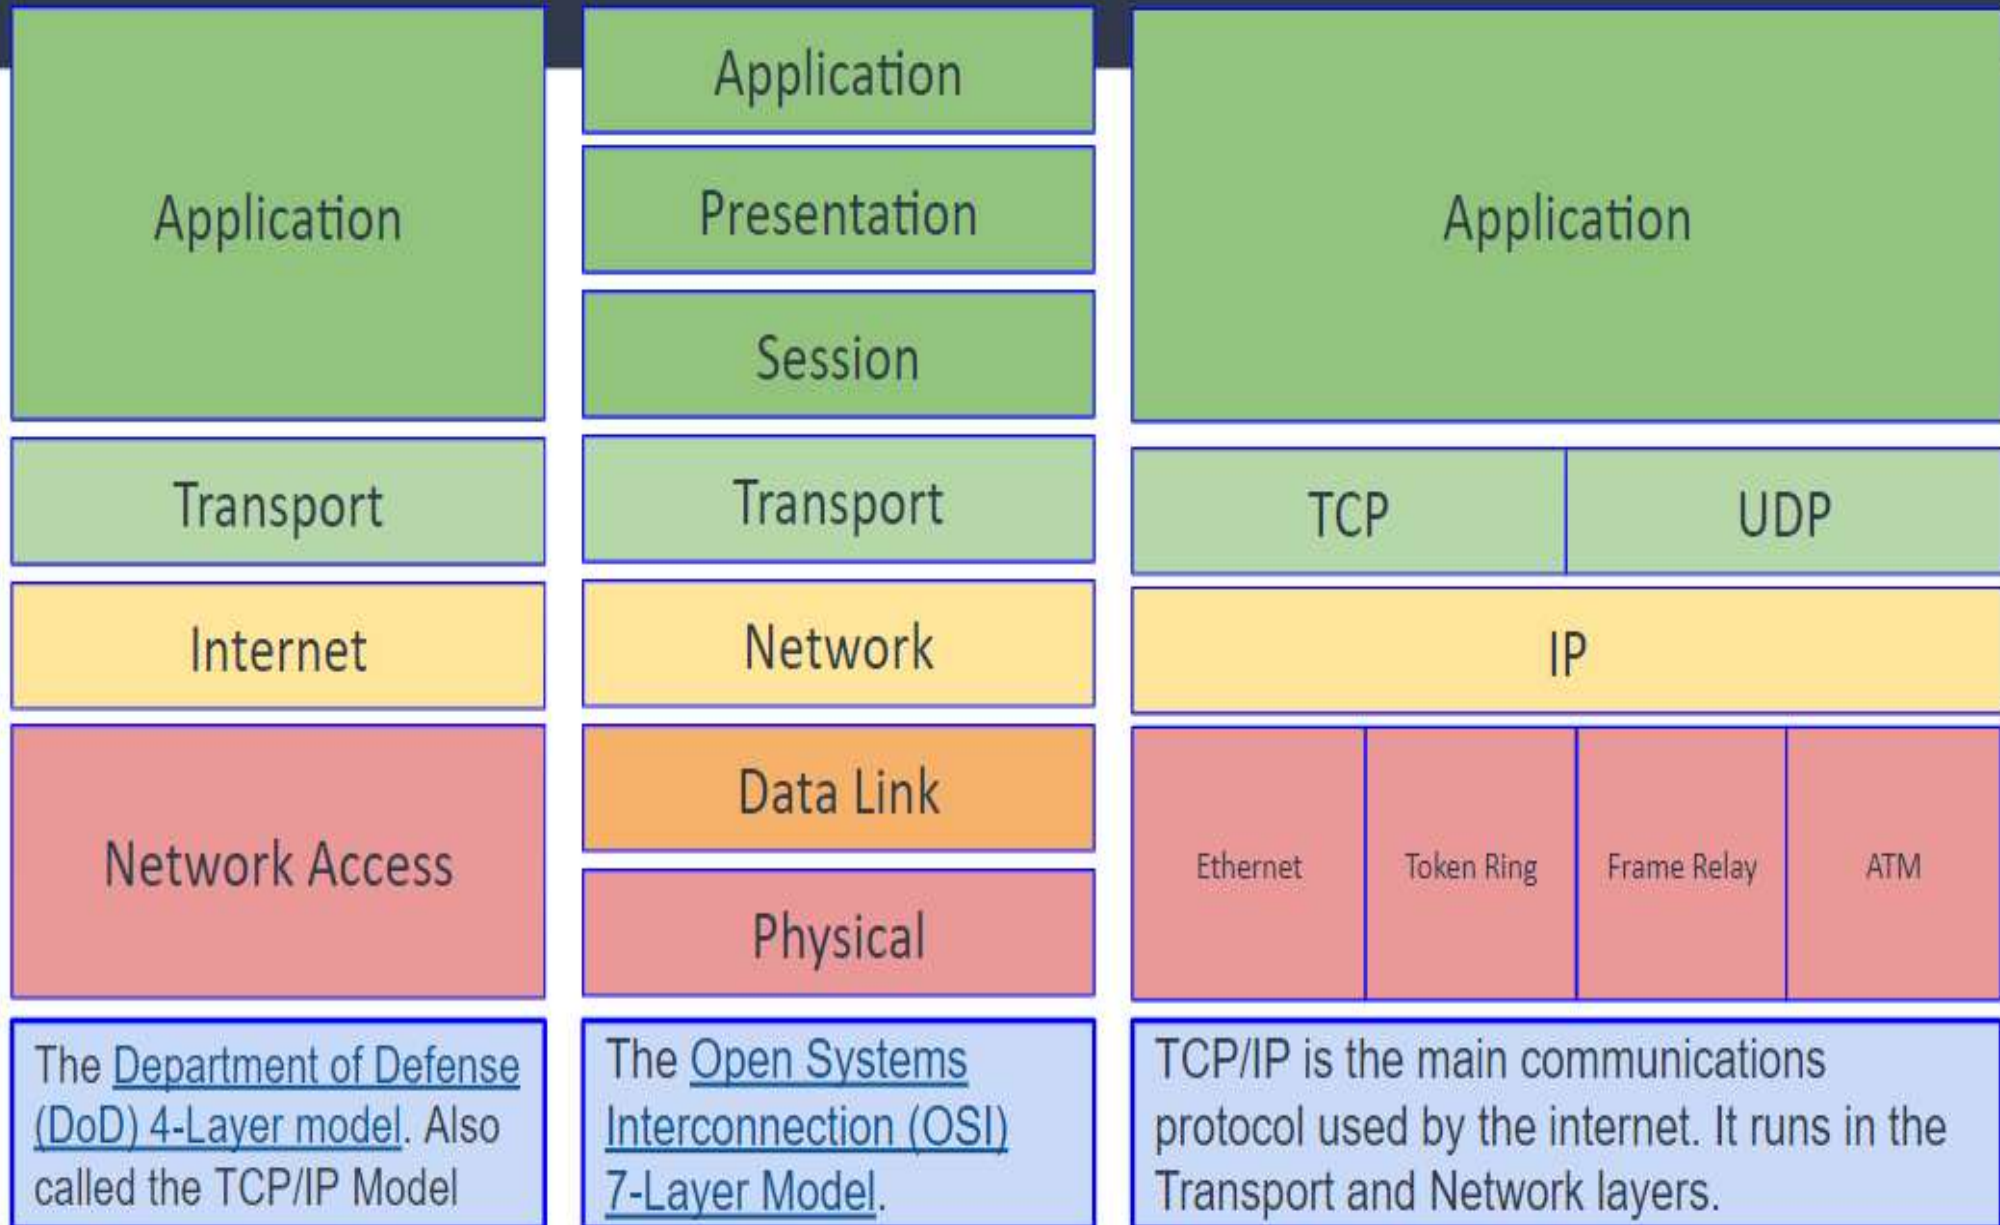 Application
Transport
Internet
Network Access
The Department of Defense
(DoD) 4-Layer model. Also
called the TCP/IP Model
Application
Presentation
Session
Transport
Network
Data Link
Physical
The Open Systems
Interconnection (OSI)
7-Layer Model.
Application
TCP
UDP
IP
Ethernet
Token Ring
Frame Relay
ATM
TCP/IP is the main communications
protocol used by the internet. It runs in the
Transport and Network layers.